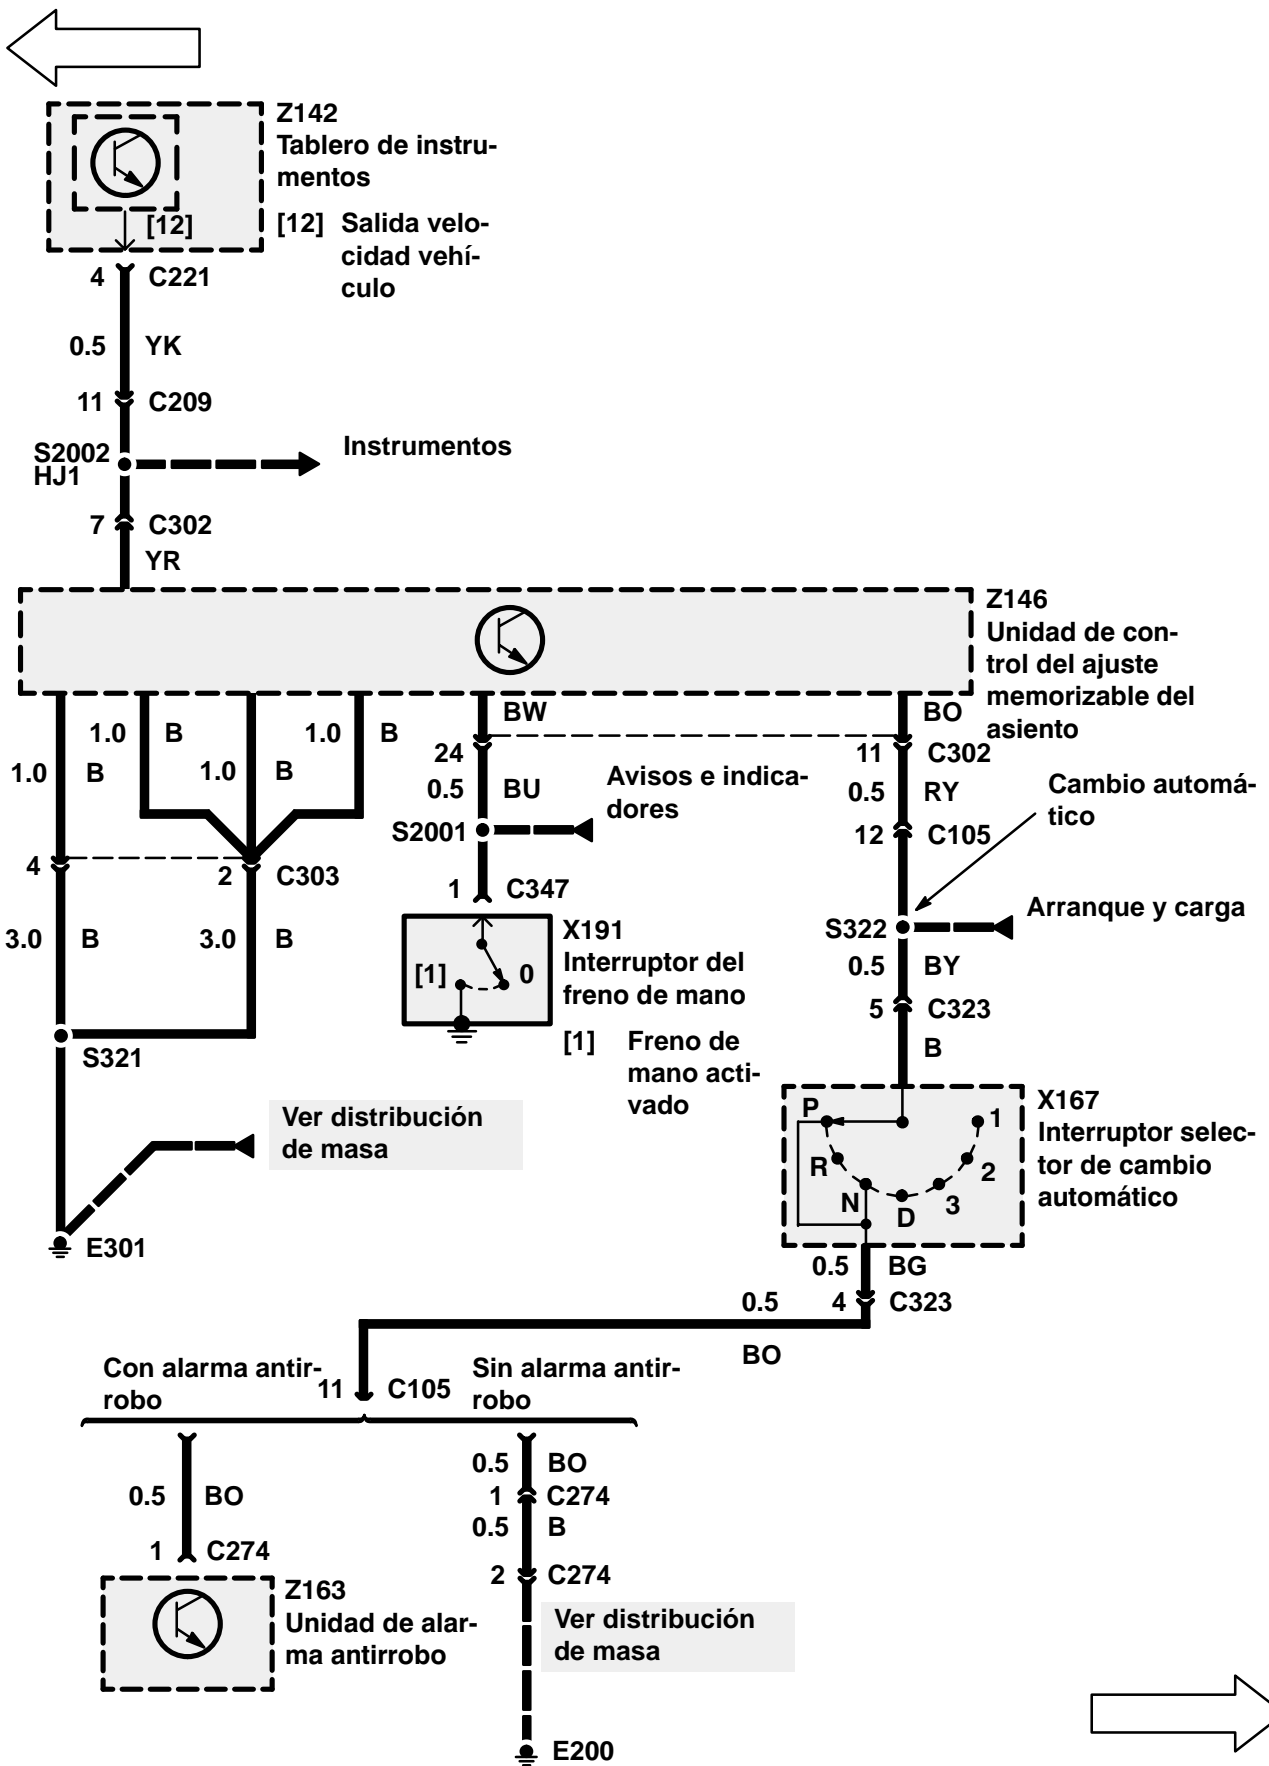 Z142
Tablero de instru-
mentos
[12]
[12] Salida velo-
cidad vehí-
culo
4 C221
0.5 YK
11 C209
S2002
HJ1
Instrumentos
7 C302
YR
Z146
Unidad de con-
trol del ajuste
memorizable del
asiento
1.0 B
1.0 B
1.0 B
1.0 B
BW
24
0.5 BU
S2001
Avisos e indica-
dores
1 C347
BO
11 C302
0.5 RY
12 C105
Cambio automá-
tico
S322
Arranque y carga
0.5 BY
5 C323
B
4
2 C303
3.0 B
3.0 B
S321
X191
Interruptor del
freno de mano
[1] 0
[1] Freno de
mano acti-
vado
Ver distribución
de masa
E301
X167
Interruptor selec-
tor de cambio
automático
P
R
N
D
3
2
1
0.5 BG
4 C323
0.5
BO
Con alarma antir-
robo
11 C105
Sin alarma antir-
robo
0.5 BO
1 C274
Z163
Unidad de alar-
ma antirrobo
0.5 BO
1 C274
0.5 B
2 C274
Ver distribución
de masa
E200